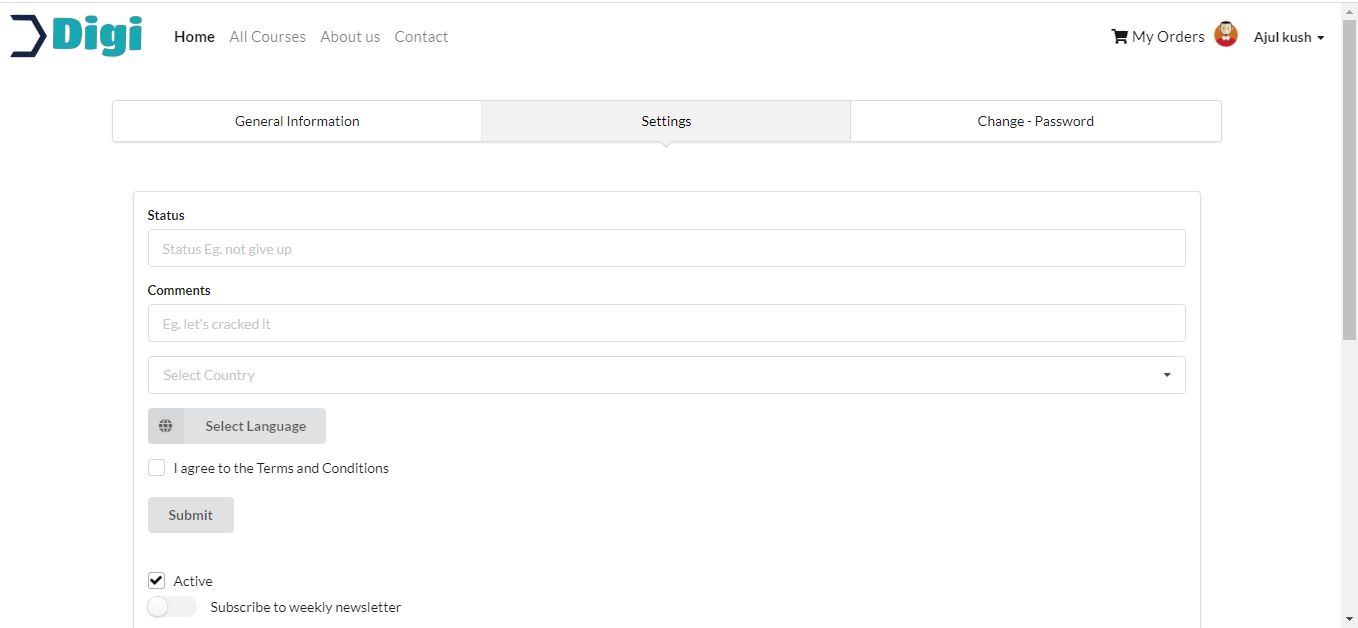 Digi Home All Courses About us Contact My Orders Ajul kush
General Information Settings Change - Password
Status
Status Eg. not give up
Comments
Eg. let's cracked it
Select Country
Select Language
I agree to the Terms and Conditions
Submit
Active
Subscribe to weekly newsletter